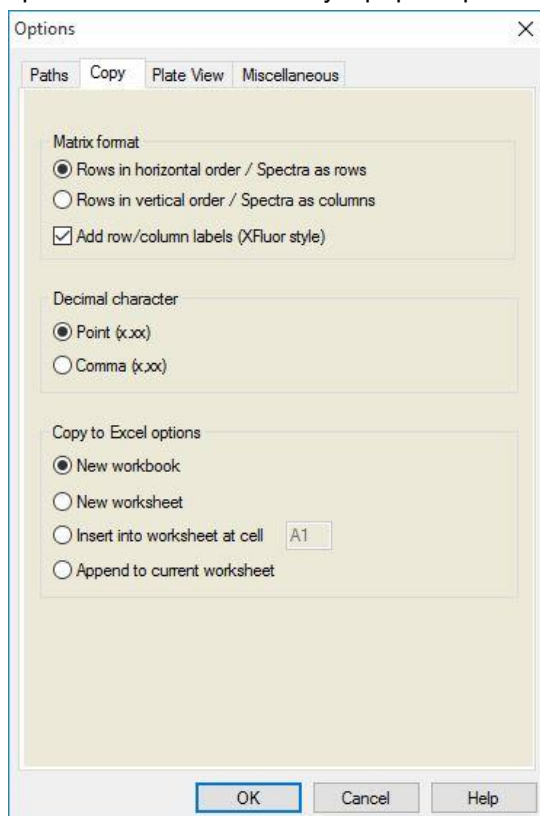 Options
Paths Copy Plate View Miscellaneous
Matrix format
Rows in horizontal order / Spectra as rows
Rows in vertical order / Spectra as columns
Add row/column labels (XFluor style)
Decimal character
Point (x.xx)
Comma (x,xx)
Copy to Excel options
New workbook
New worksheet
Insert into worksheet at cell A1
Append to current worksheet
OK Cancel Help